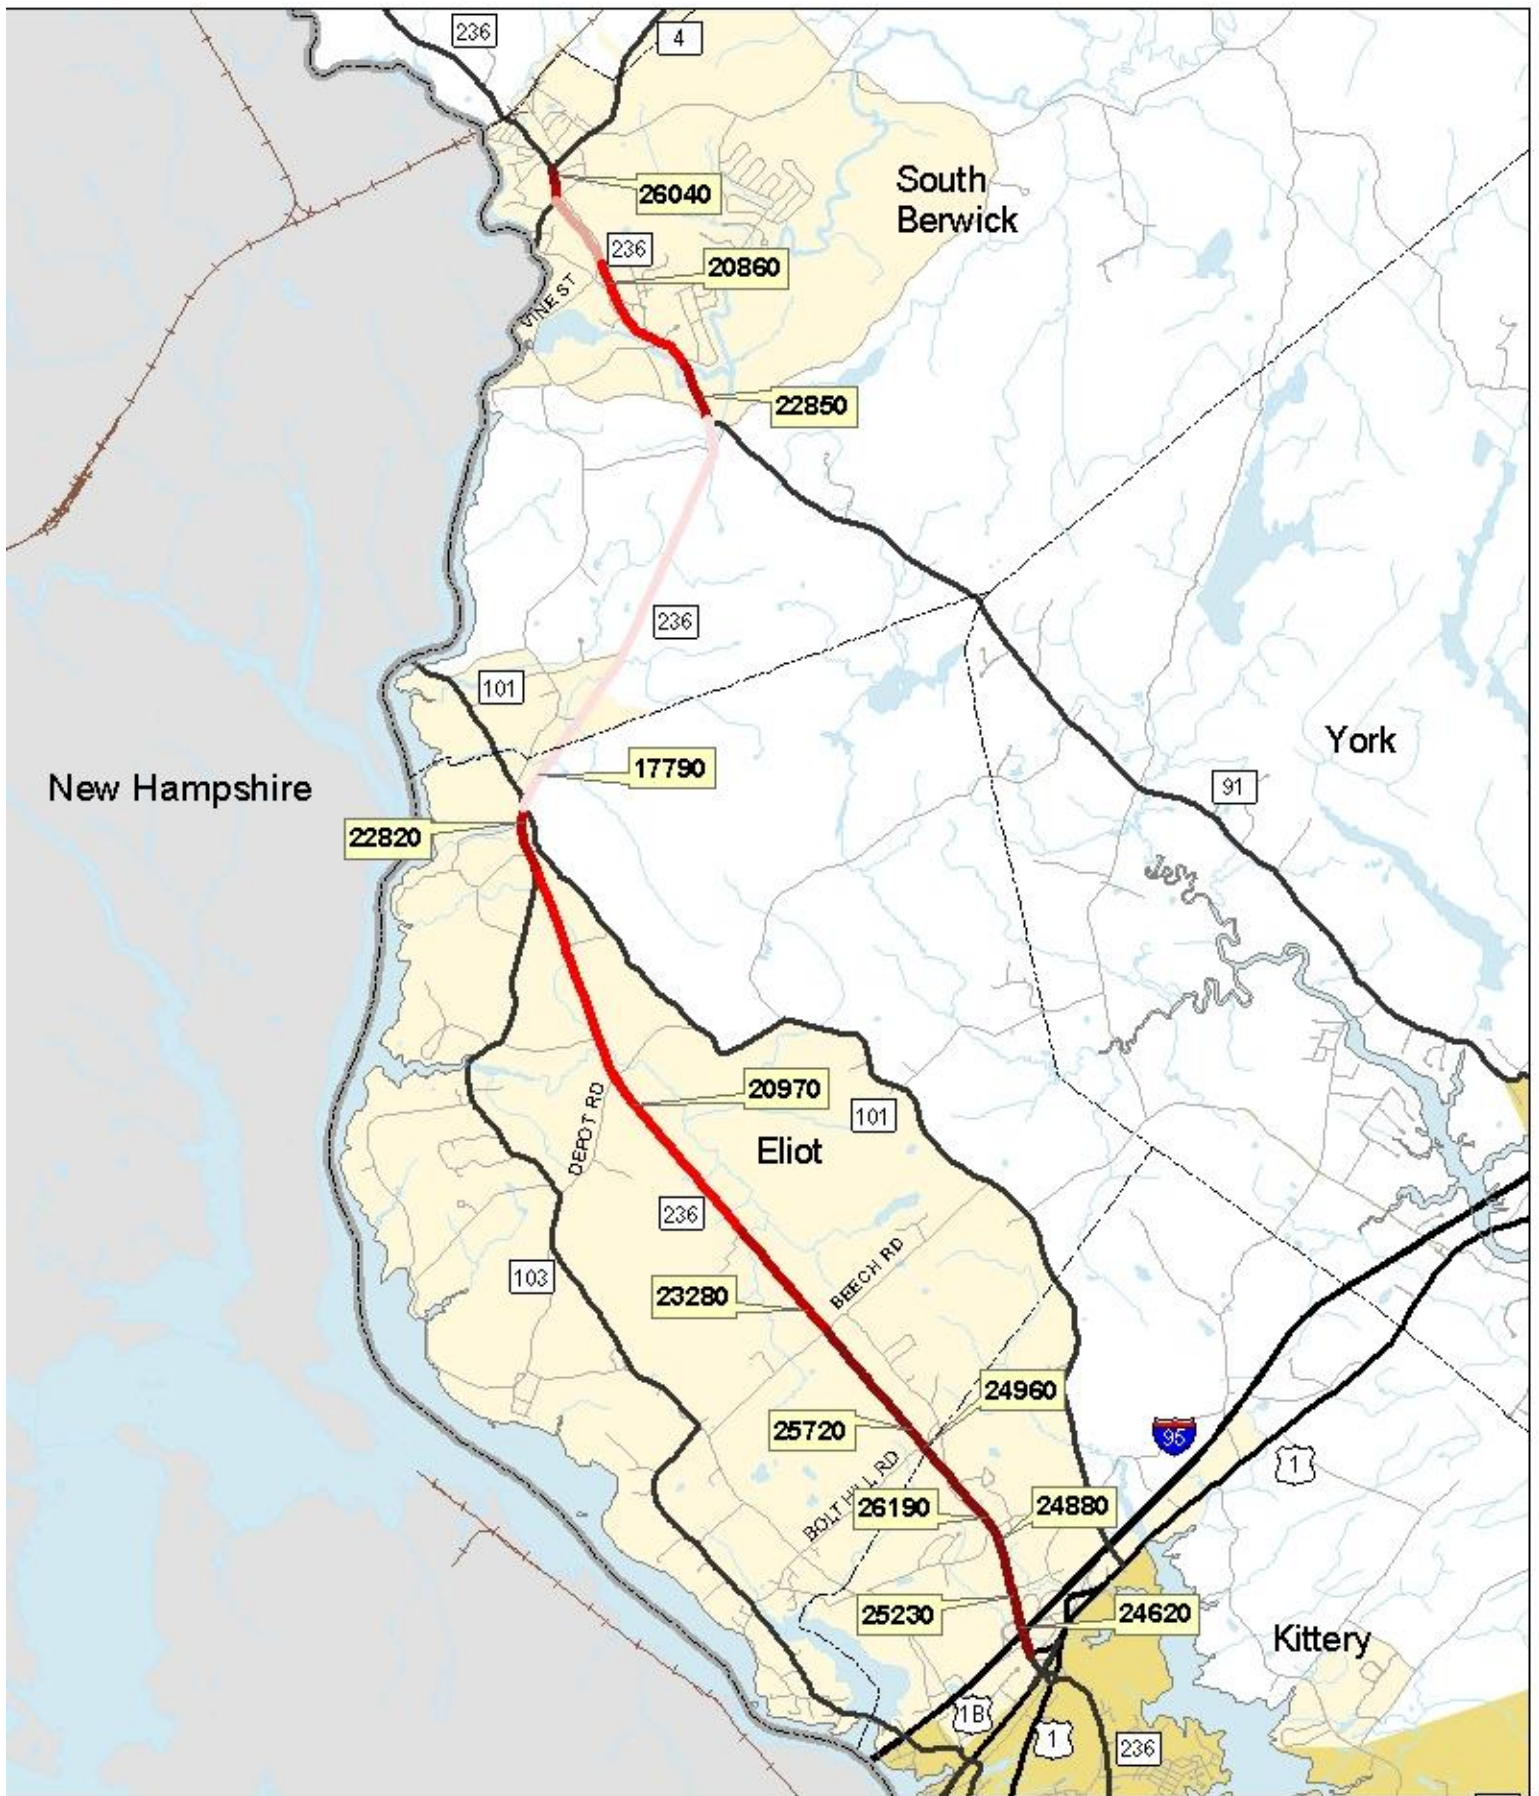 236
4
South
Berwick
26040
236
20860
VINE ST
22850
236
101
York
17790
New Hampshire
91
22820
20970
101
DEPOT RD
Eliot
236
BEECH RD
103
23280
24960
25720
95
1
BOLT HILL RD
26190
24880
25230
24620
Kittery
1B
1
236